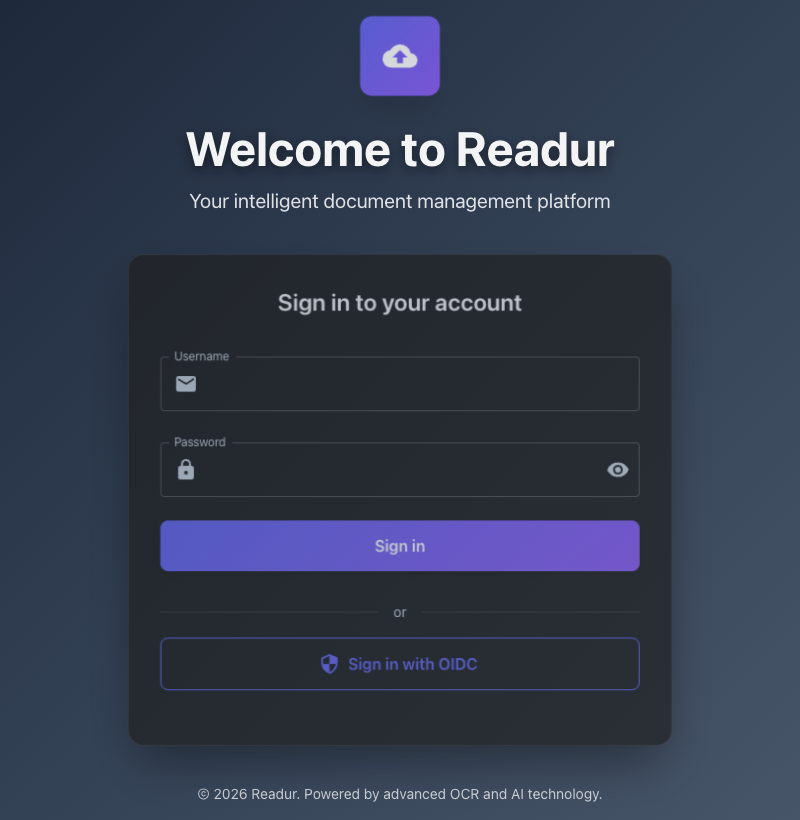 Welcome to Readur
Your intelligent document management platform
Sign in to your account
Username
Password
Sign in
or
Sign in with OIDC
© 2026 Readur. Powered by advanced OCR and AI technology.